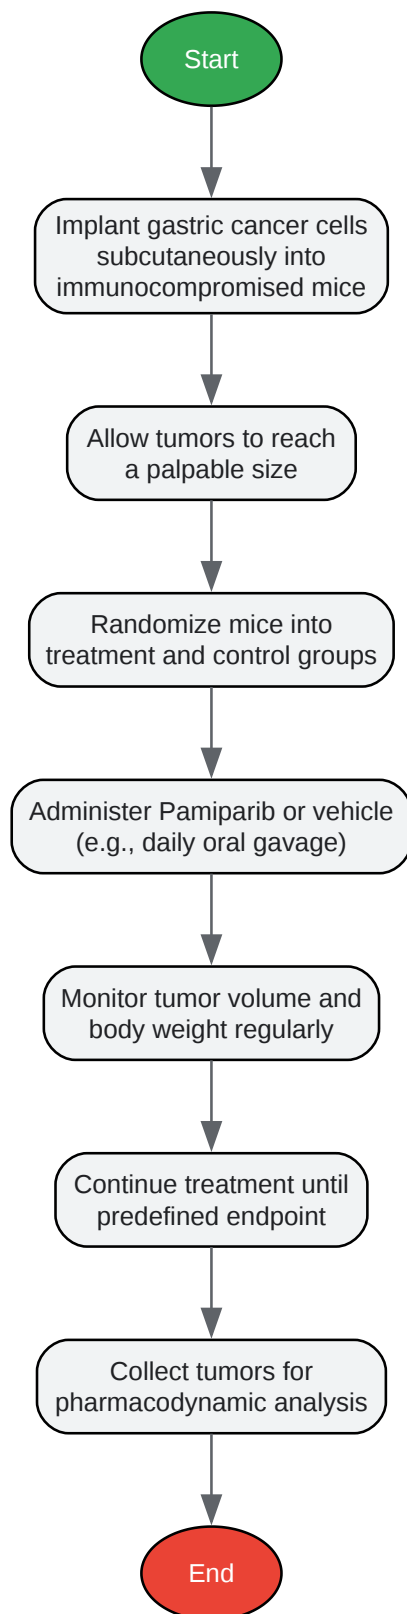 Start
Implant gastric cancer cells
subcutaneously into
immunocompromised mice
Allow tumors to reach
a palpable size
Randomize mice into
treatment and control groups
Administer Pamiparib or vehicle
(e.g., daily oral gavage)
Monitor tumor volume and
body weight regularly
Continue treatment until
predefined endpoint
Collect tumors for
pharmacodynamic analysis
End